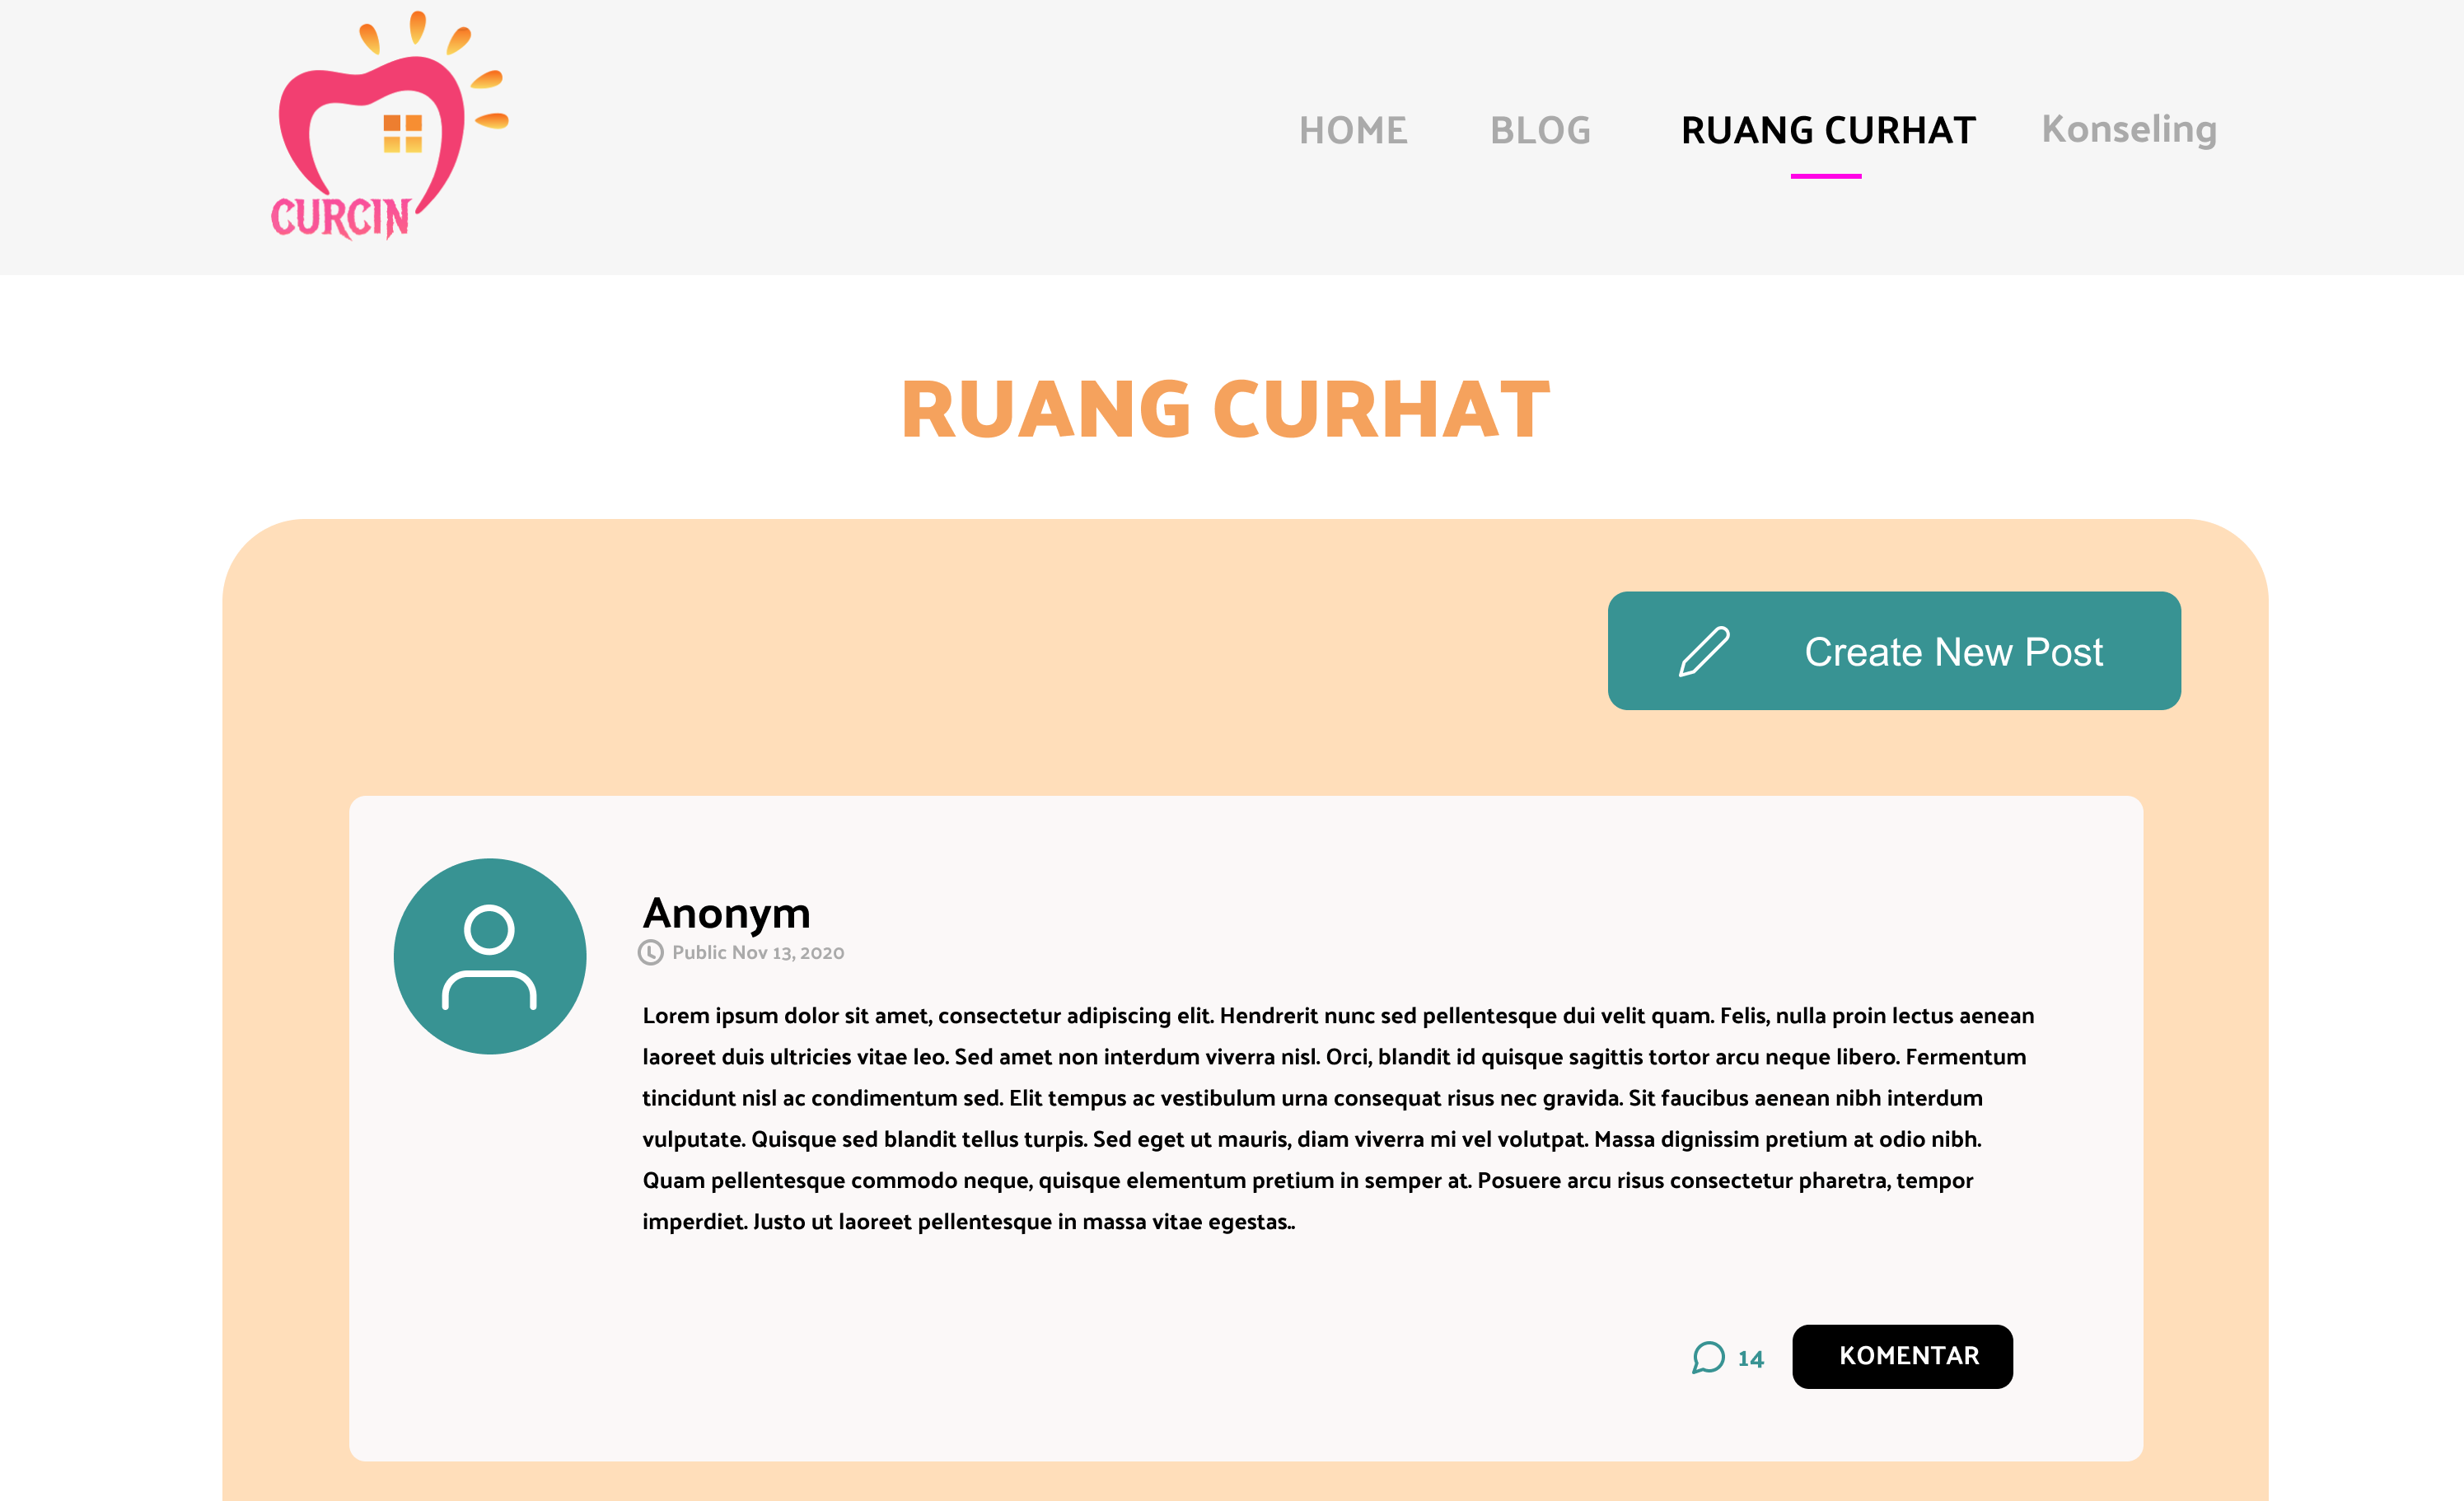 CURCIN
HOME BLOG RUANG CURHAT Konseling
RUANG CURHAT
Create New Post
Anonym
Public Nov 13, 2020
Lorem ipsum dolor sit amet, consectetur adipiscing elit. Hendrerit nunc sed pellentesque dui velit quam. Felis, nulla proin lectus aenean
laoreet duis ultricies vitae leo. Sed amet non interdum viverra nisl. Orci, blandit id quisque sagittis tortor arcu neque libero. Fermentum
tincidunt nisl ac condimentum sed. Elit tempus ac vestibulum urna consequat risus nec gravida. Sit faucibus aenean nibh interdum
vulputate. Quisque sed blandit tellus turpis. Sed eget ut mauris, diam viverra mi vel volutpat. Massa dignissim pretium at odio nibh.
Quam pellentesque commodo neque, quisque elementum pretium in semper at. Posuere arcu risus consectetur pharetra, tempor
imperdiet. Justo ut laoreet pellentesque in massa vitae egestas..
14 KOMENTAR